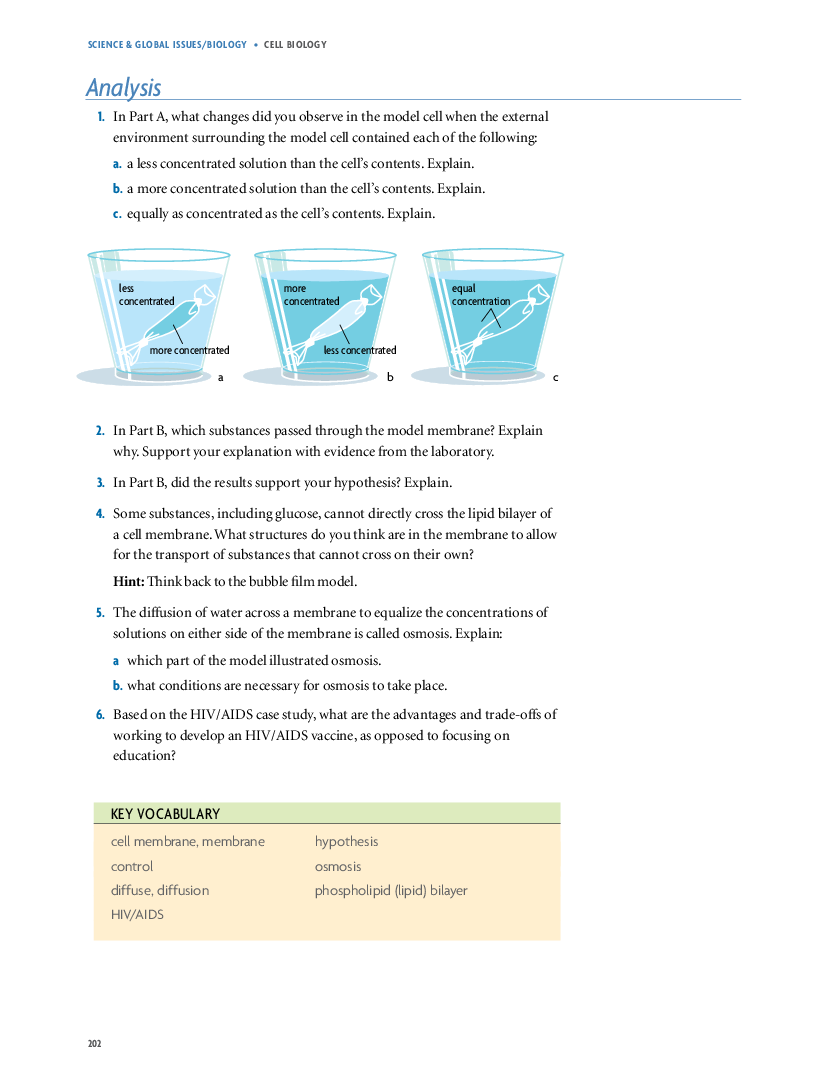 SCIENCE & GLOBAL ISSUES/BIOLOGY • CELL BIOLOGY
Analysis
1. In Part A, what changes did you observe in the model cell when the external
environment surrounding the model cell contained each of the following:
a. a less concentrated solution than the cell's contents. Explain.
b. a more concentrated solution than the cell's contents. Explain.
c. equally as concentrated as the cell's contents. Explain.
less
concentrated
more concentrated
a
more
concentrated
less concentrated
b
equal
concentration
c
2. In Part B, which substances passed through the model membrane? Explain
why. Support your explanation with evidence from the laboratory.
3. In Part B, did the results support your hypothesis? Explain.
4. Some substances, including glucose, cannot directly cross the lipid bilayer of
a cell membrane. What structures do you think are in the membrane to allow
for the transport of substances that cannot cross on their own?
Hint: Think back to the bubble film model.
5. The diffusion of water across a membrane to equalize the concentrations of
solutions on either side of the membrane is called osmosis. Explain:
a which part of the model illustrated osmosis.
b. what conditions are necessary for osmosis to take place.
6. Based on the HIV/AIDS case study, what are the advantages and trade-offs of
working to develop an HIV/AIDS vaccine, as opposed to focusing on
education?
KEY VOCABULARY
cell membrane, membrane
control
diffuse, diffusion
HIV/AIDS
hypothesis
osmosis
phospholipid (lipid) bilayer
202